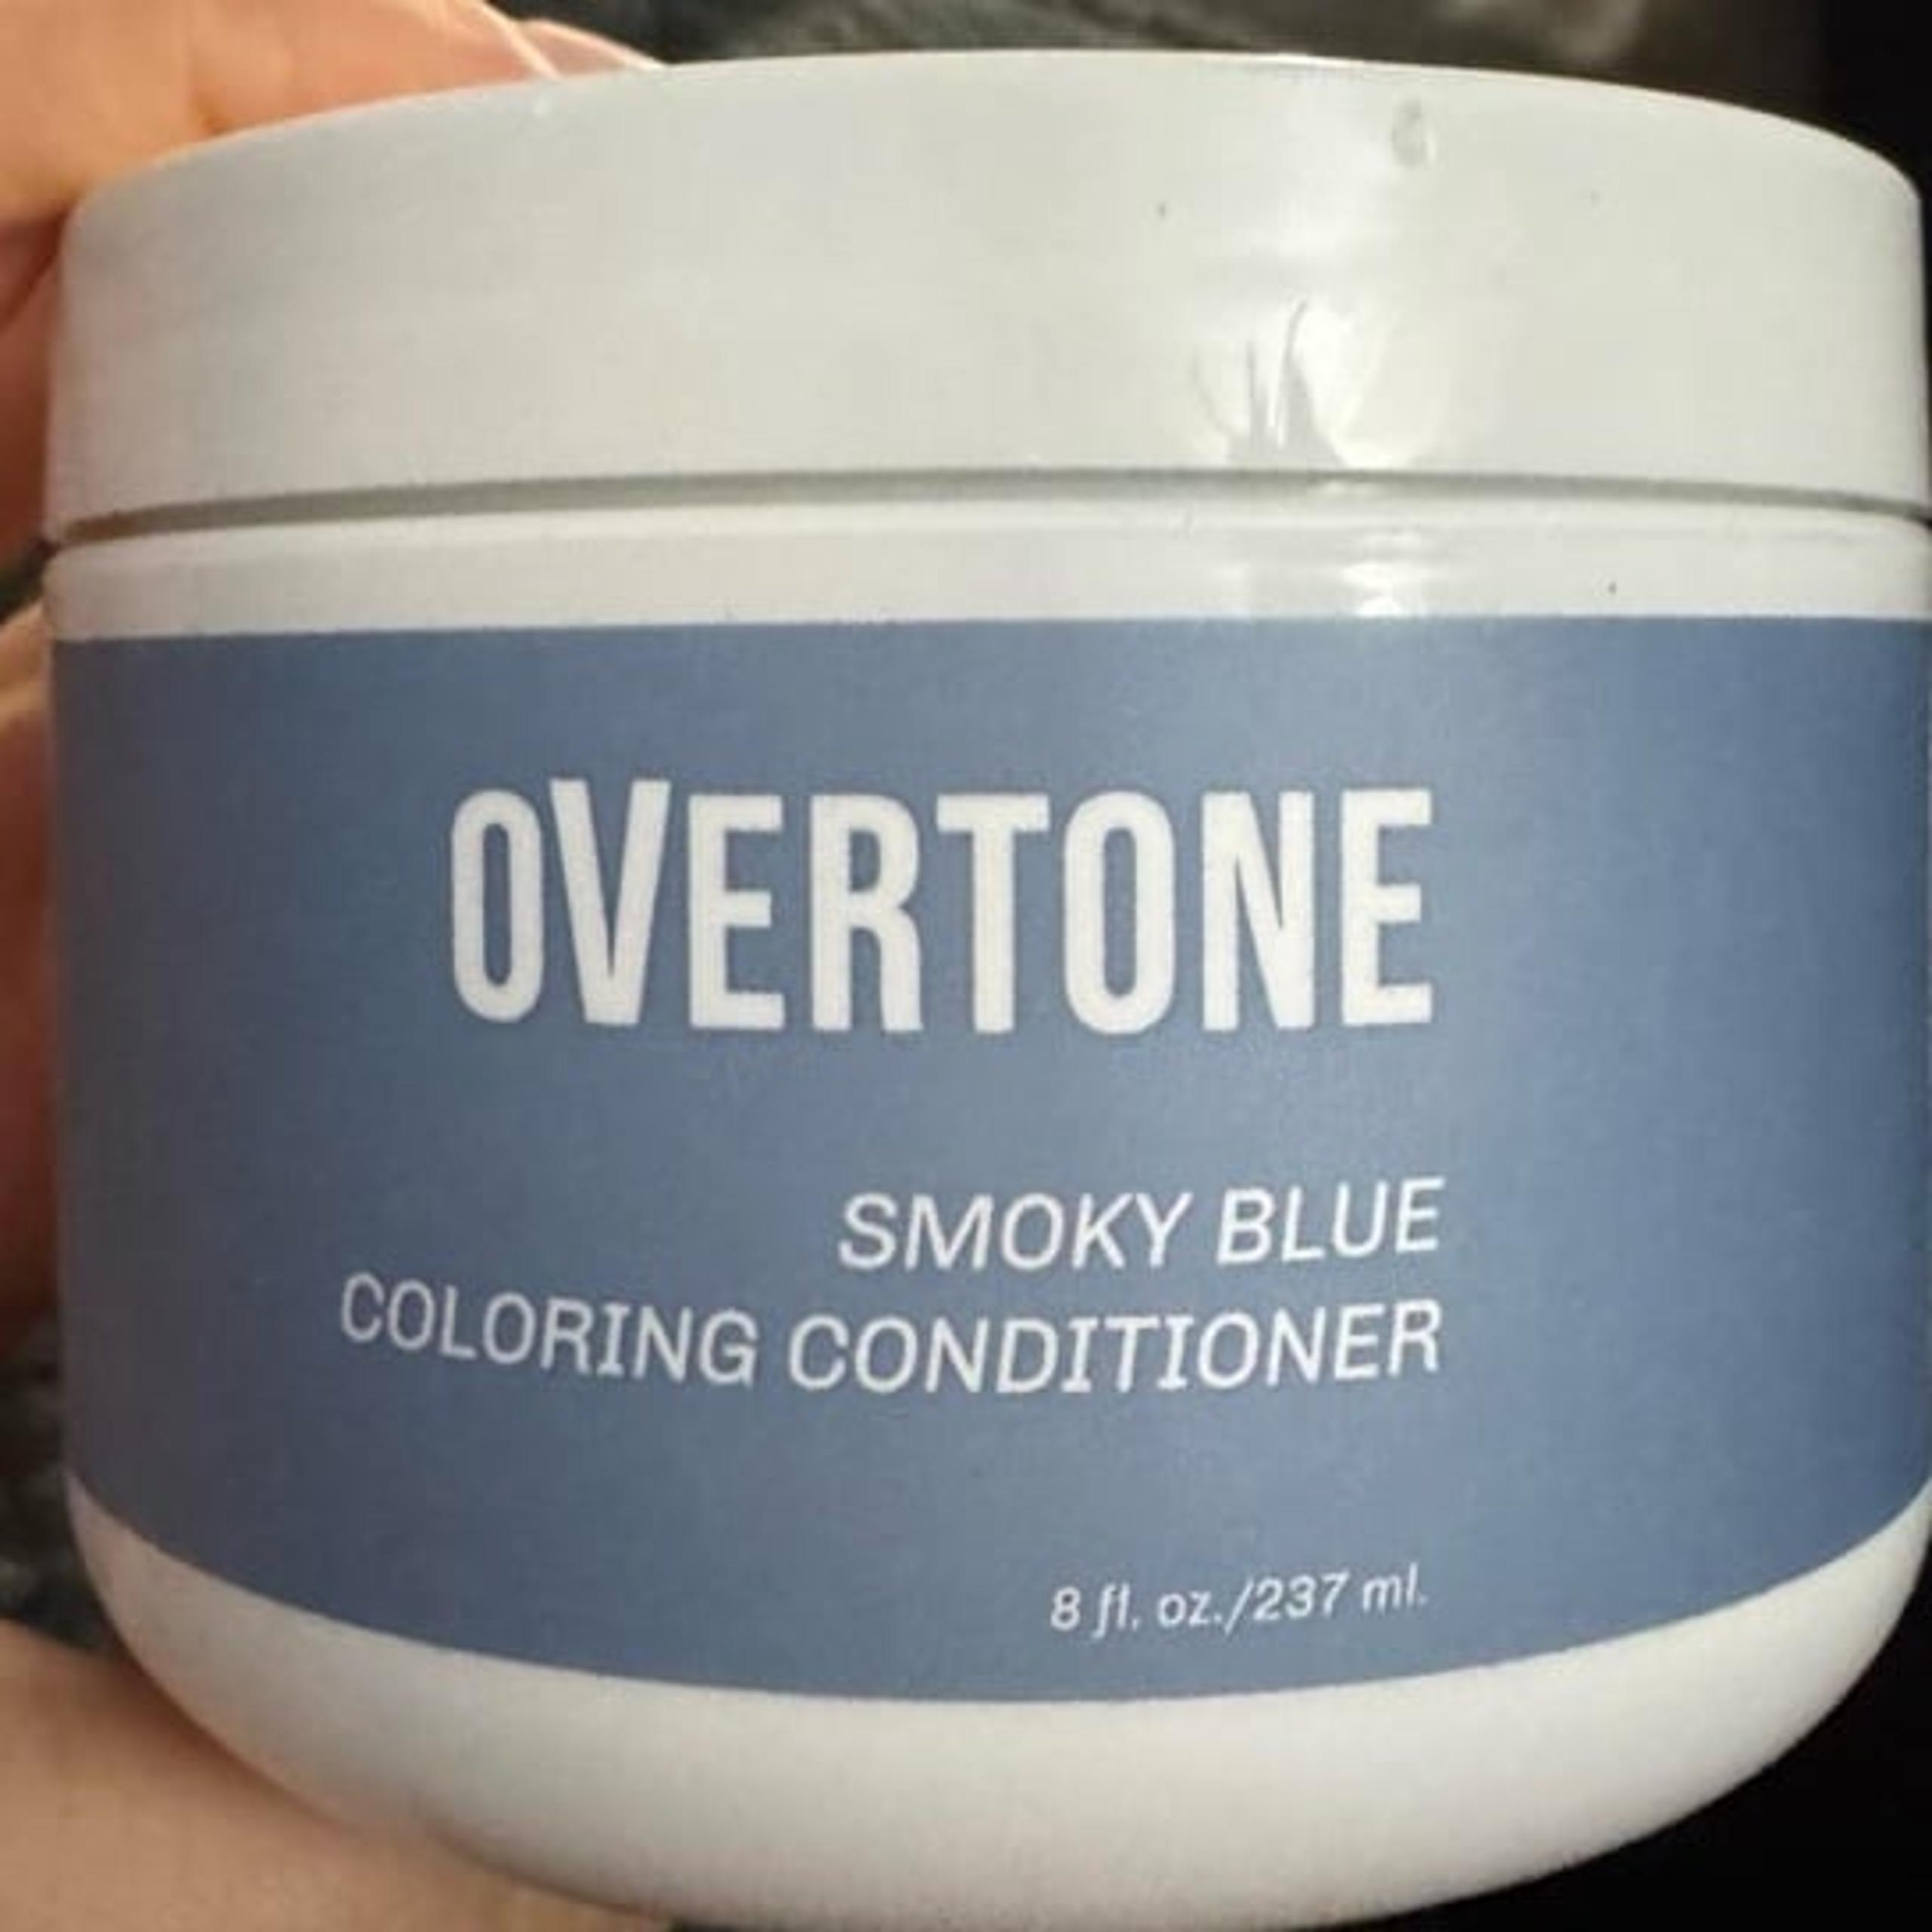 OVERTONE
SMOKY BLUE
COLORING CONDITIONER
8 fl. oz./237 ml.